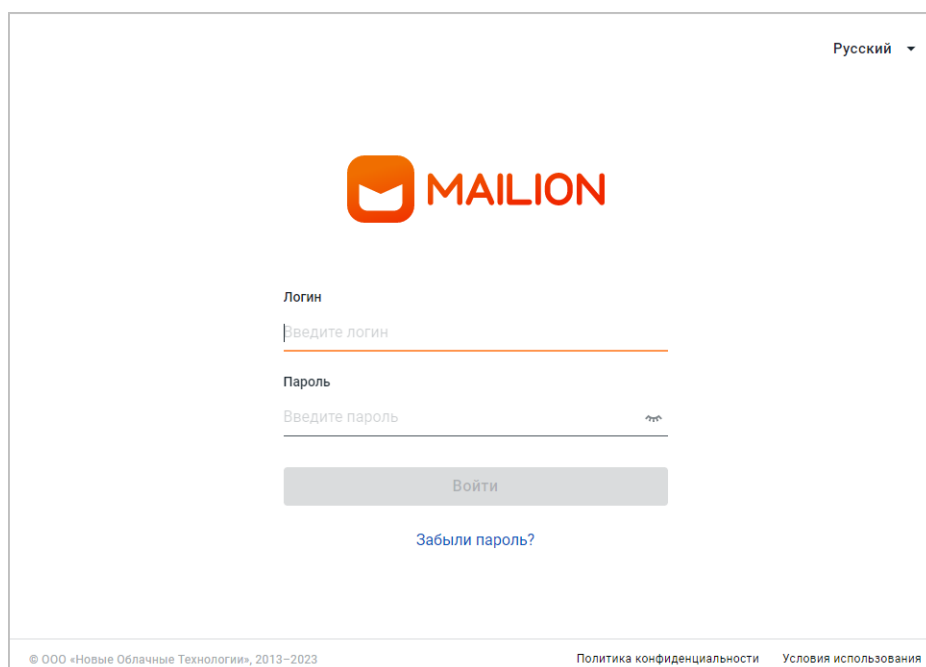 Русский
MAILION
Логин
Введите логин
Пароль
Введите пароль
Войти
Забыли пароль?
© ООО «Новые Облачные Технологии», 2013–2023 Политика конфиденциальности Условия использования